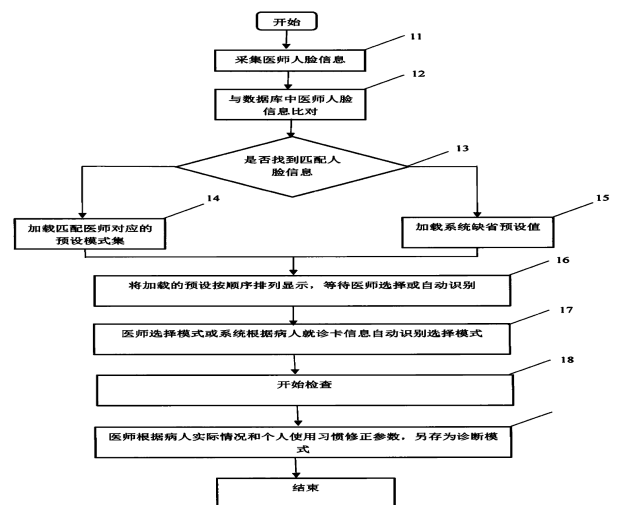 开始
11
采集医师人脸信息
12
与数据库中医师人脸
信息比对
13
是否找到匹配人
脸信息
14
加载匹配医师对应的
预设模式集
15
加载系统缺省预设值
16
将加载的预设按顺序排列显示，等待医师选择或自动识别
17
医师选择模式或系统根据病人就诊卡信息自动识别选择模式
18
开始检查
医师根据病人实际情况和个人使用习惯修正参数，另存为诊断模
式
结束